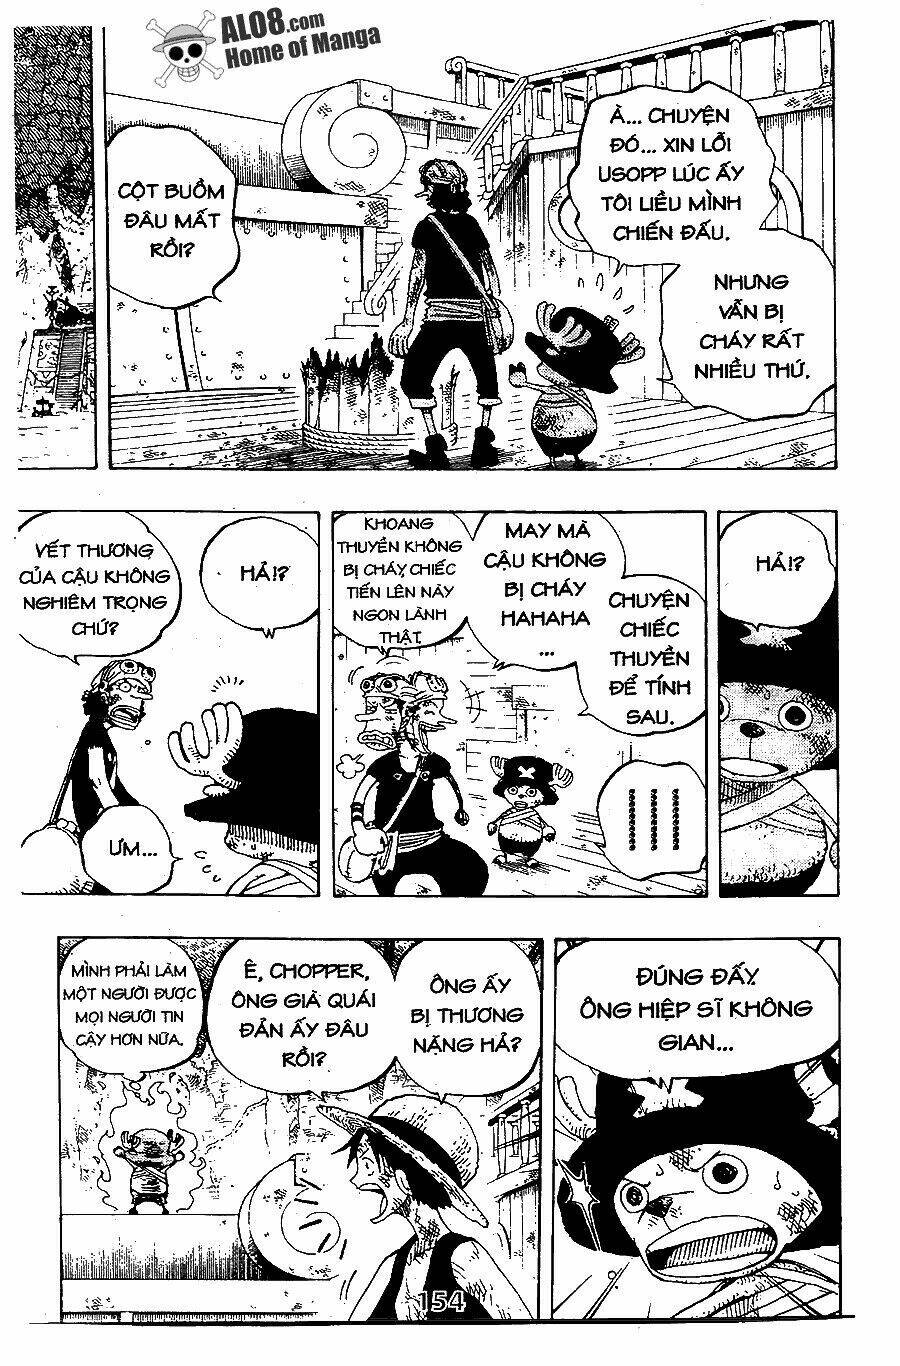 ALO8.com
Home of Manga
À... CHUYỆN
ĐÓ... XIN LỖI
USOPP LÚC ẤY
TÔI LIỀU MÌNH
CHIẾN ĐẤU.
NHƯNG
VẪN BỊ
CHÁY RẤT
NHIỀU THỨ.
CỘT BUỒM
ĐÂU MẤT
RỒI?
HẢ!?
CHUYỆN
CHIẾC
THUYỀN
ĐỂ TÍNH
SAU.
MAY MÀ
CẬU KHÔNG
BỊ CHÁY
HAHAHA
...
KHOANG
THUYỀN KHÔNG
BỊ CHÁY, CHIẾC
TIẾN LÊN NÀY
NGON LÀNH
THẬT.
HẢ!?
VẾT THƯƠNG
CỦA CẬU KHÔNG
NGHIÊM TRỌNG
CHỨ?
ƯM...
ĐÚNG ĐẤY.
ÔNG HIỆP SĨ KHÔNG
GIAN...
ÔNG ẤY
BỊ THƯƠNG
NẶNG HẢ?
Ê, CHOPPER,
ÔNG GIÀ QUÁI
ĐẢN ẤY ĐÂU
RỒI?
MÌNH PHẢI LÀM
MỘT NGƯỜI ĐƯỢC
MỌI NGƯỜI TIN
CẬY HƠN NỮA.
154